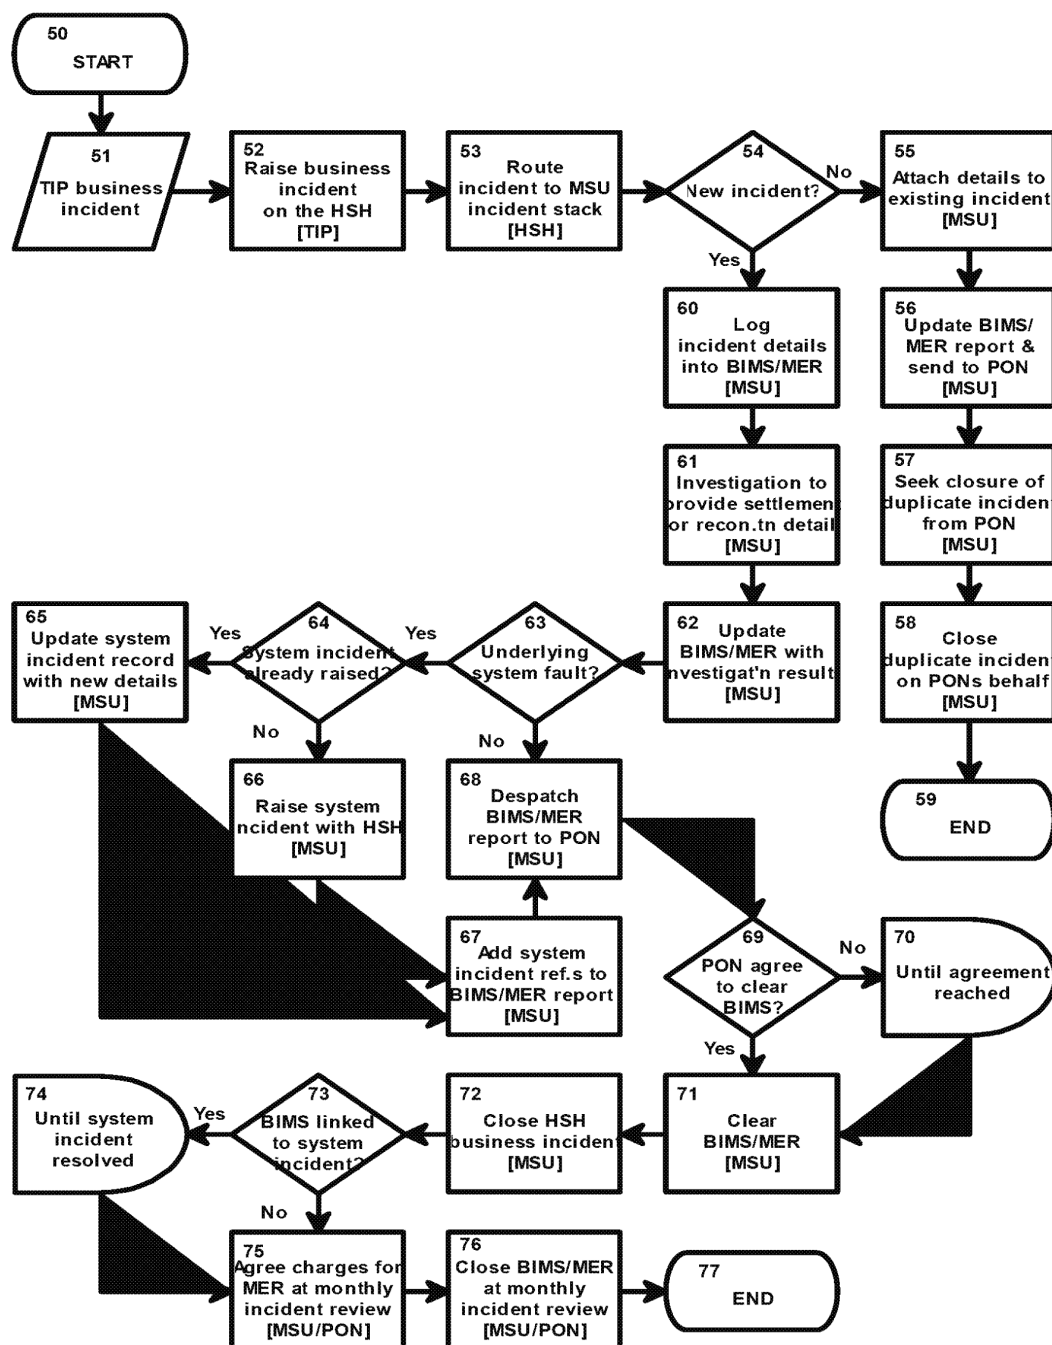 50
START
51
TIP business
incident
52
Raise business
incident
on the HSH
[TIP]
53
Route
incident to MSU
incident stack
[HSH]
54
New incident?
No
Yes
55
Attach details to
existing incident
[MSU]
60
Log
incident details
into BIMS/MER
[MSU]
56
Update BIMS/
MER report &
send to PON
[MSU]
61
Investigation to
provide settlement
or recon.tn detail
[MSU]
57
Seek closure of
duplicate incident
from PON
[MSU]
65
Update system
incident record
with new details
[MSU]
Yes
64
System incident
already raised?
No
Yes
63
Underlying
system fault?
No
62
Update
BIMS/MER with
investigat'n result
[MSU]
58
Close
duplicate incident
on PONs behalf
[MSU]
66
Raise system
incident with HSH
[MSU]
68
Despatch
BIMS/MER
report to PON
[MSU]
59
END
67
Add system
incident ref.s to
BIMS/MER report
[MSU]
69
PON agree
to clear
BIMS?
No
Yes
70
Until agreement
reached
74
Until system
incident
resolved
Yes
73
BIMS linked
to system
incident?
No
72
Close HSH
business incident
[MSU]
71
Clear
BIMS/MER
[MSU]
75
Agree charges for
MER at monthly
incident review
[MSU/PON]
76
Close BIMS/MER
at monthly
incident review
[MSU/PON]
77
END